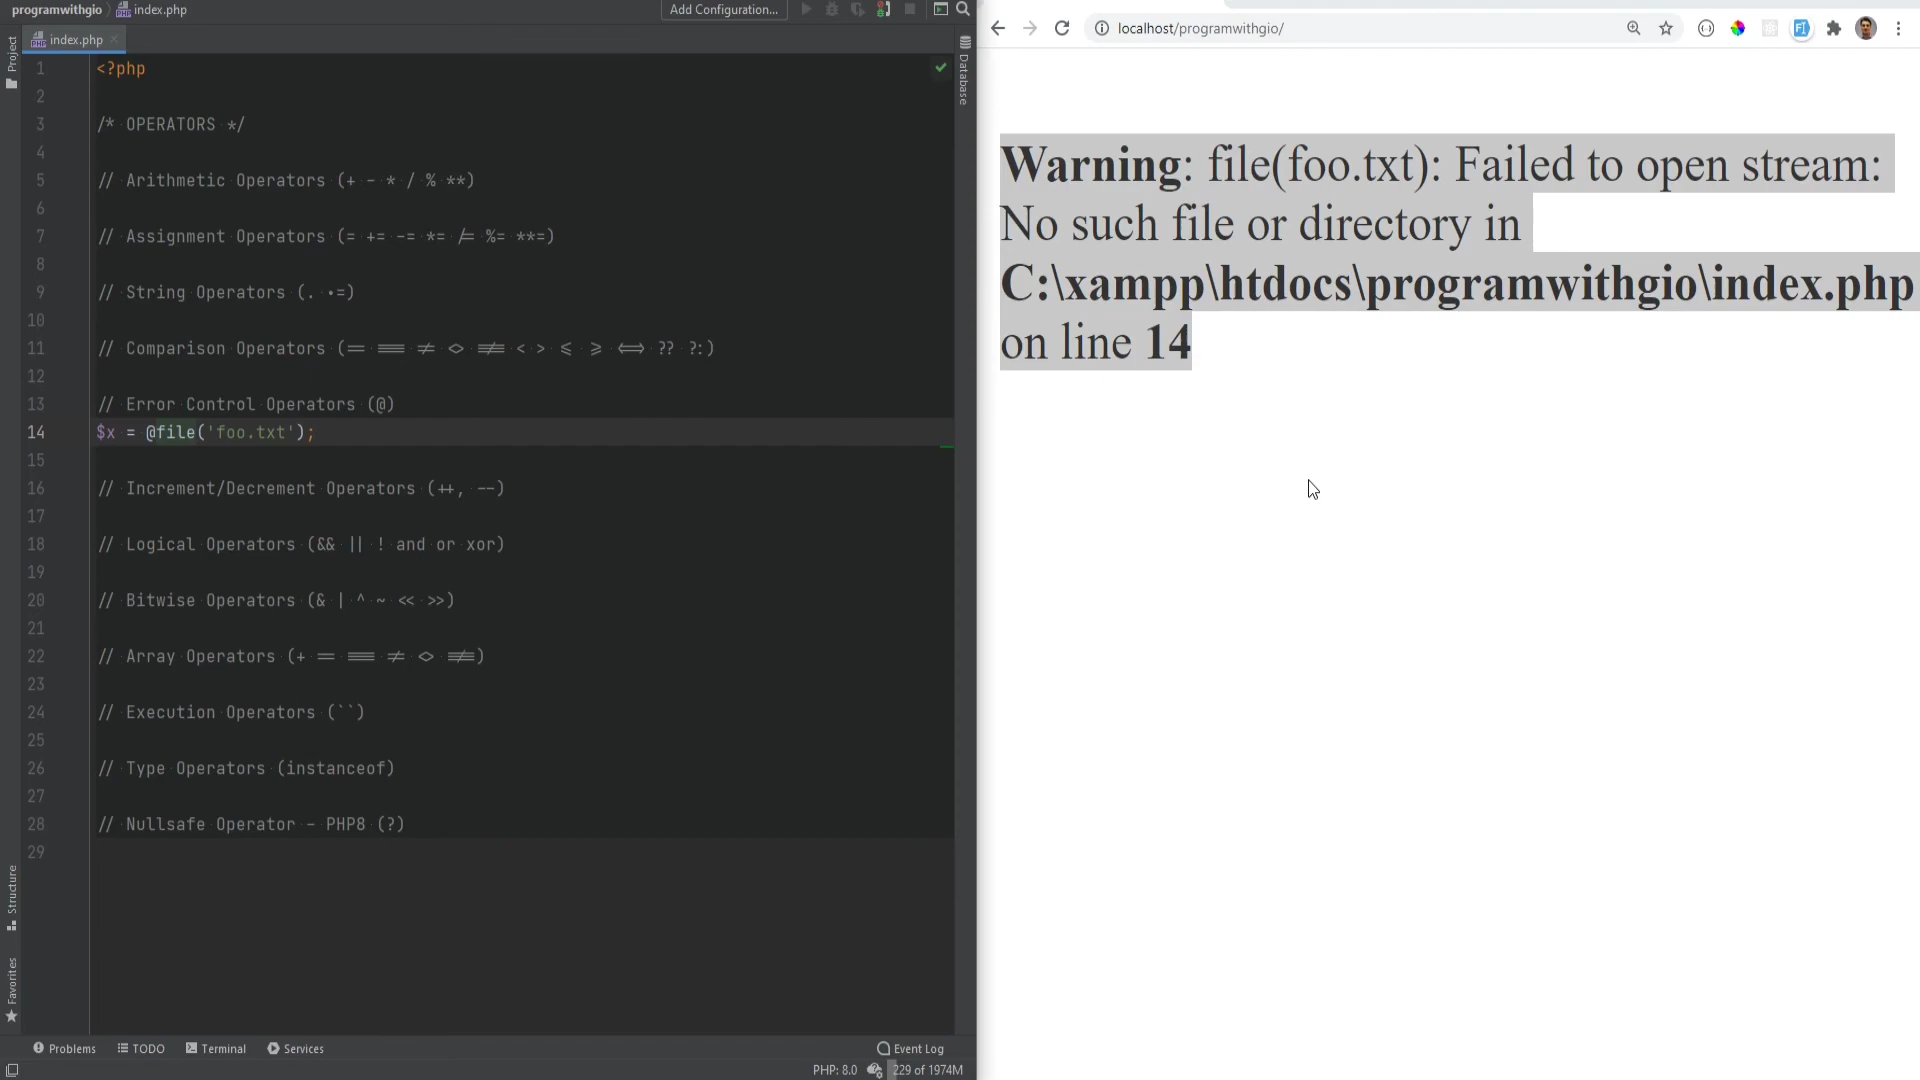 programwithgio
index.php
Add Configuration...
index.php
Project
Database
1 <?php
2
3 /* OPERATORS */
4
5 // Arithmetic Operators (+ - * / % **)
6
7 // Assignment Operators (= += -= *= /= %= **=)
8
9 // String Operators (. .=)
10
11 // Comparison Operators (== === != <> !== < > <= >= <=> ?? ?:)
12
13 // Error Control Operators (@)
14 $x = @file('foo.txt');
15
16 // Increment/Decrement Operators (++, --)
17
18 // Logical Operators (&& || ! and or xor)
19
20 // Bitwise Operators (& | ^ ~ << >>)
21
22 // Array Operators (+ == === != <> !==)
23
24 // Execution Operators (``)
25
26 // Type Operators (instanceof)
27
28 // Nullsafe Operator - PHP8 (?)
29
Structure
Favorites
Problems TODO Terminal Services Event Log
PHP: 8.0 229 of 1974M
localhost/programwithgio/
Warning: file(foo.txt): Failed to open stream:
No such file or directory in
C:\xampp\htdocs\programwithgio\index.php
on line 14